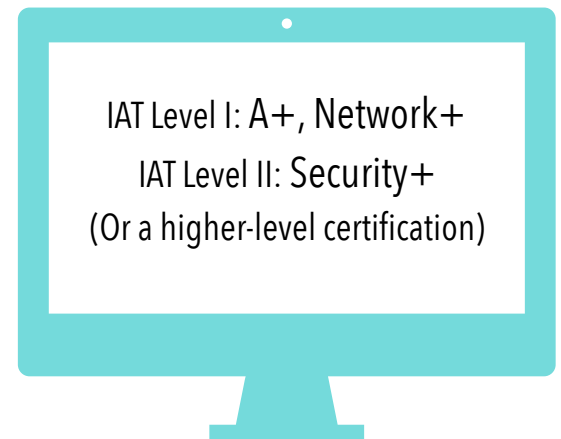 IAT Level I: A+, Network+
IAT Level II: Security+
(Or a higher-level certification)